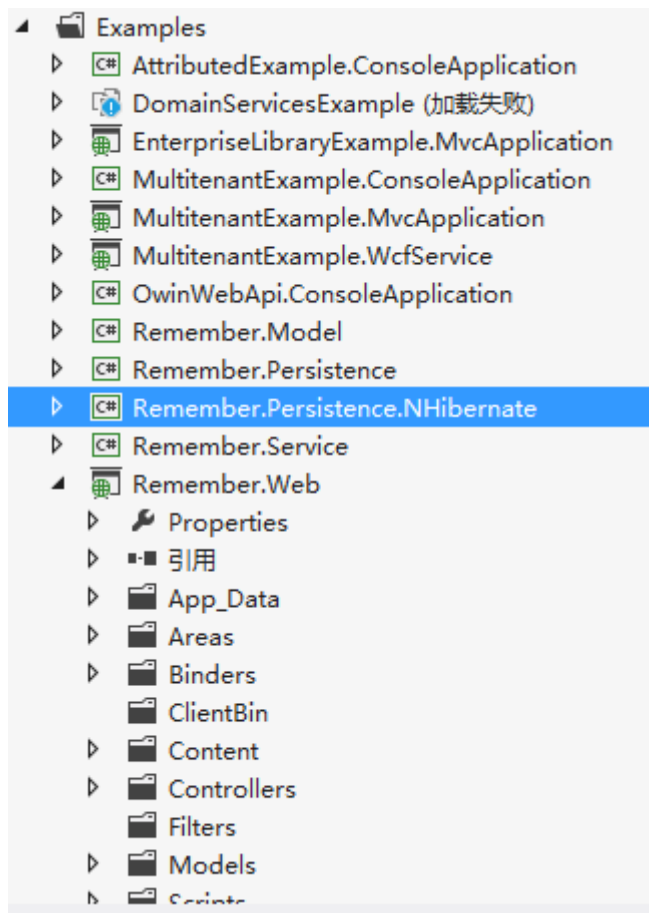 Examples
C# AttributedExample.ConsoleApplication
DomainServicesExample (加载失败)
EnterpriseLibraryExample.MvcApplication
C# MultitenantExample.ConsoleApplication
MultitenantExample.MvcApplication
MultitenantExample.WcfService
C# OwinWebApi.ConsoleApplication
C# Remember.Model
C# Remember.Persistence
C# Remember.Persistence.NHibernate
C# Remember.Service
Remember.Web
Properties
引用
App_Data
Areas
Binders
ClientBin
Content
Controllers
Filters
Models
Scripts